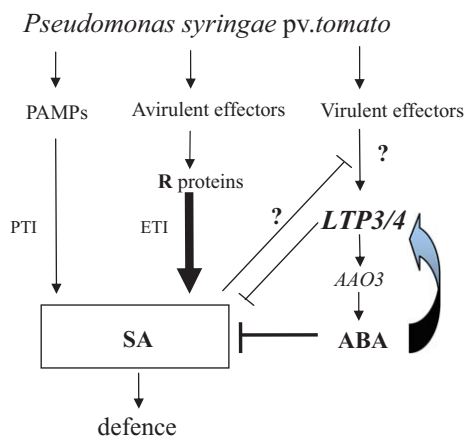 Pseudomonas syringae pv.tomato
PAMPs Avirulent effectors Virulent effectors
?
R proteins
PTI ETI ? LTP3/4
AAO3
SA ABA
defence